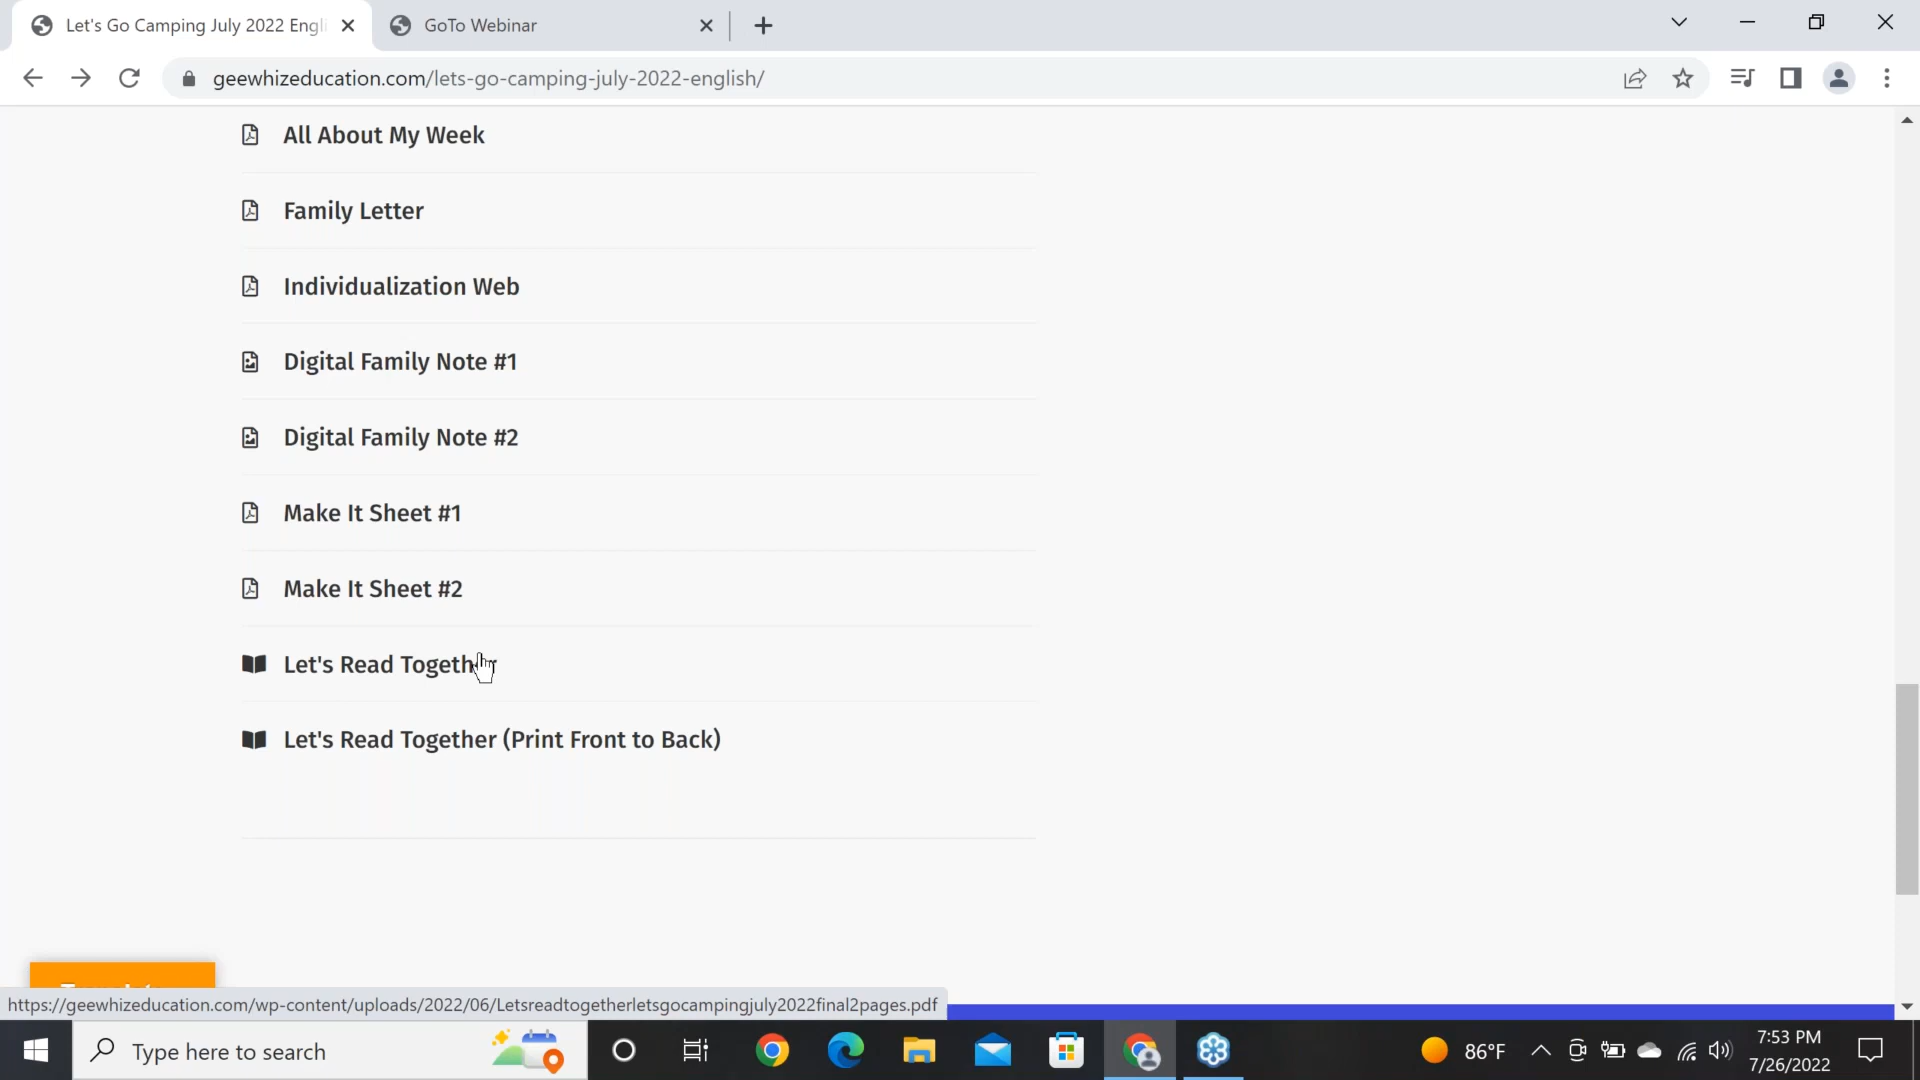 Let's Go Camping July 2022 Engl
GoTo Webinar
geewhizeducation.com/lets-go-camping-july-2022-english/
All About My Week
Family Letter
Individualization Web
Digital Family Note #1
Digital Family Note #2
Make It Sheet #1
Make It Sheet #2
Let's Read Together
Let's Read Together (Print Front to Back)
https://geewhizeducation.com/wp-content/uploads/2022/06/Letsreadtogetherletsgocampingjuly2022final2pages.pdf
Type here to search
86°F
7:53 PM
7/26/2022